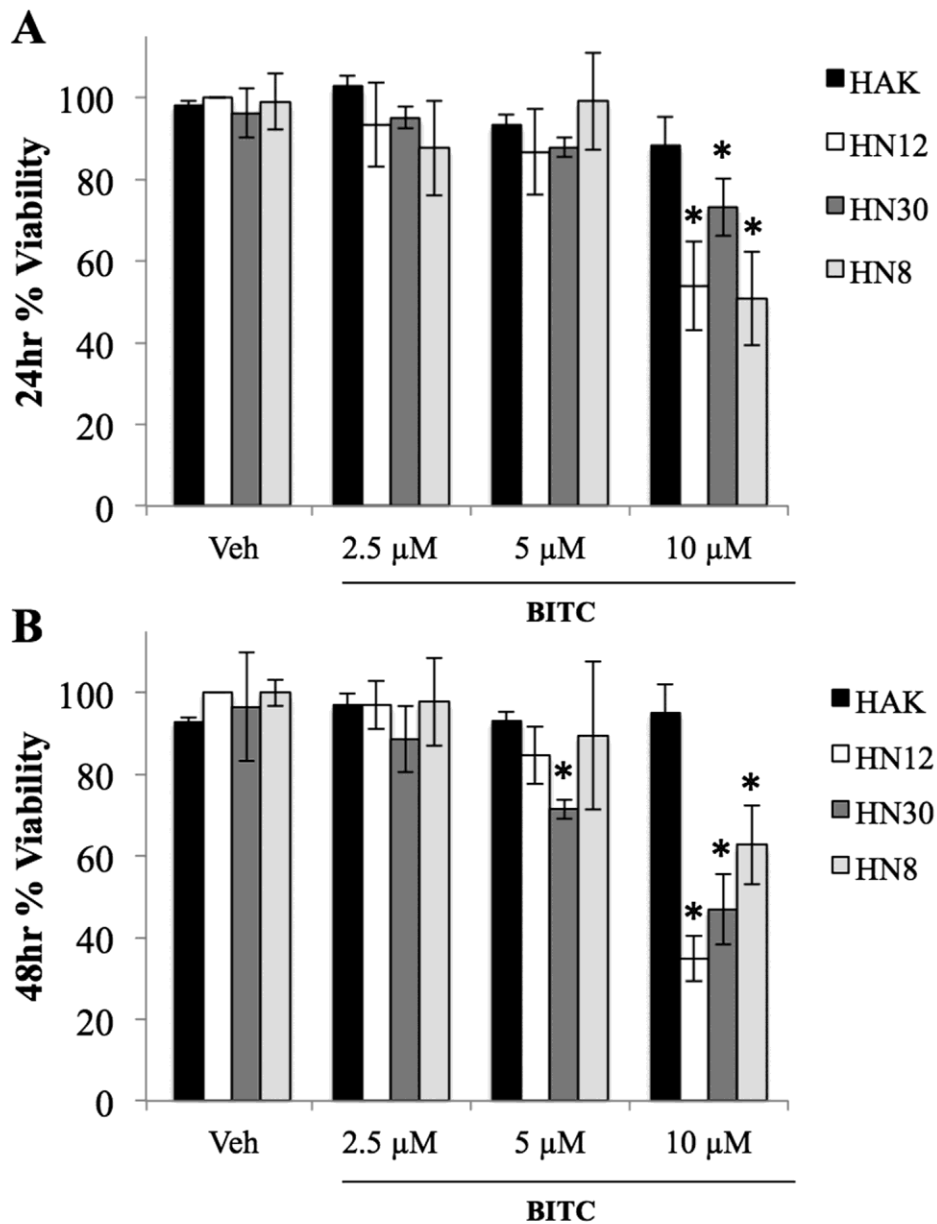 A
24hr % Viability
100
80
60
40
20
0
* * *
HAK
HN12
HN30
HN8
Veh 2.5 µM 5 µM 10 µM
BITC
B
48hr % Viability
100
80
60
40
20
0
* * * *
HAK
HN12
HN30
HN8
Veh 2.5 µM 5 µM 10 µM
BITC